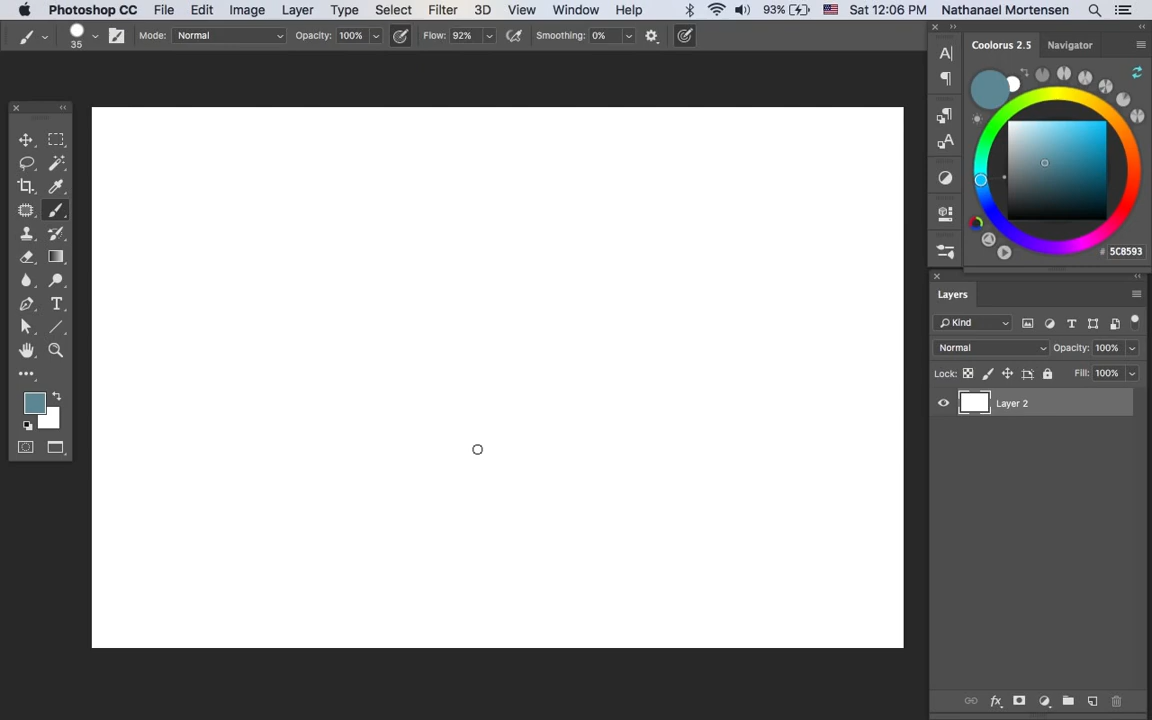 Photoshop CC File Edit Image Layer Type Select Filter 3D View Window Help 93% Sat 12:06 PM Nathanael Mortensen
35 Mode: Normal Opacity: 100% Flow: 92% Smoothing: 0%
Coolorus 2.5 Navigator
# 5C8593
Layers
Kind
Normal Opacity: 100%
Lock: Fill: 100%
Layer 2